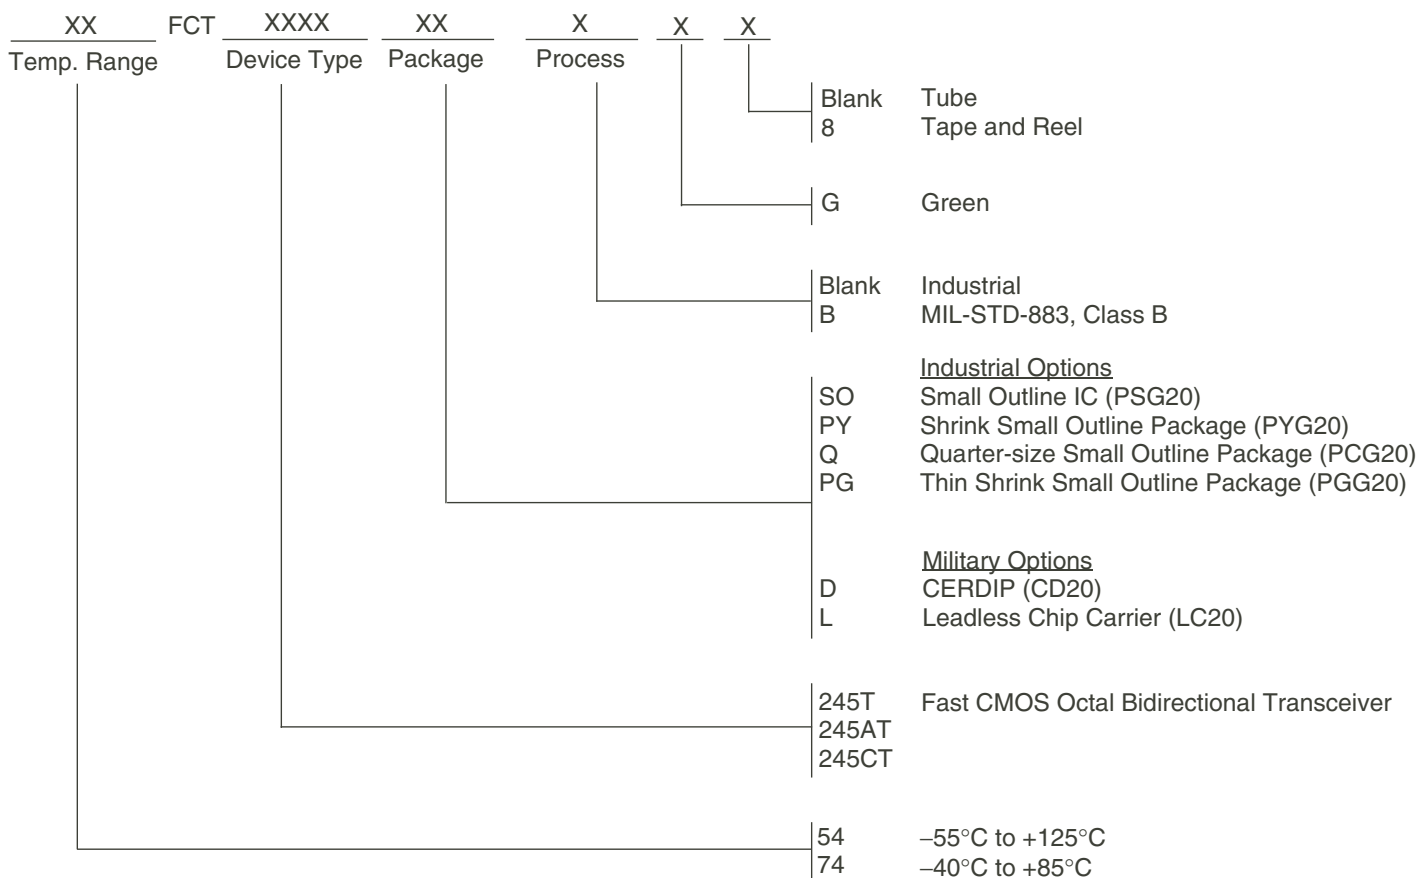 XX FCT XXXX XX X X X
Temp. Range Device Type Package Process
Blank Tube
8 Tape and Reel
G Green
Blank Industrial
B MIL-STD-883, Class B
Industrial Options
SO Small Outline IC (PSG20)
PY Shrink Small Outline Package (PYG20)
Q Quarter-size Small Outline Package (PCG20)
PG Thin Shrink Small Outline Package (PGG20)
Military Options
D CERDIP (CD20)
L Leadless Chip Carrier (LC20)
245T Fast CMOS Octal Bidirectional Transceiver
245AT
245CT
54 –55°C to +125°C
74 –40°C to +85°C